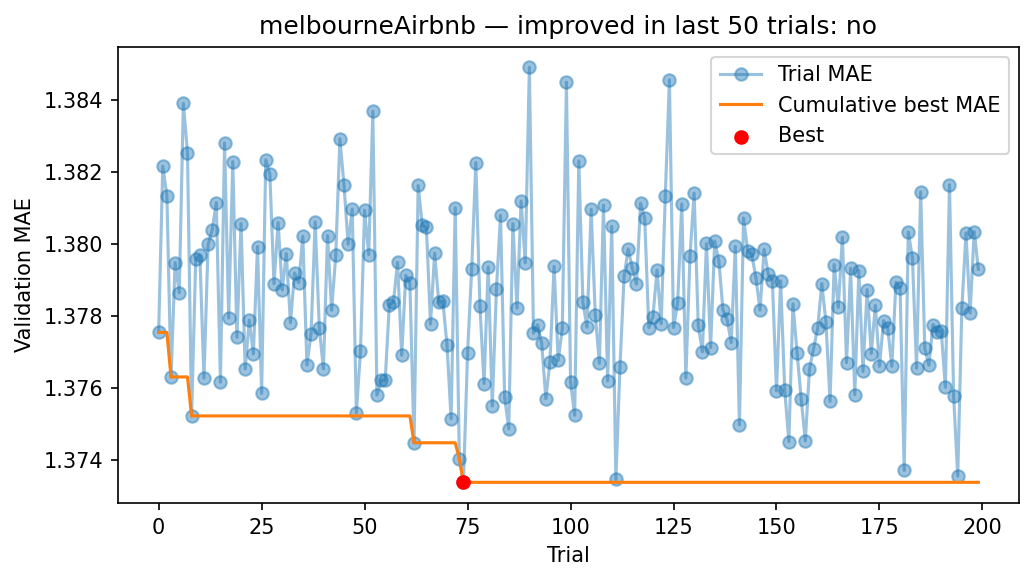 melbourneAirbnb — improved in last 50 trials: no
Trial MAE
Cumulative best MAE
Best
Validation MAE
1.384
1.382
1.380
1.378
1.376
1.374
0 25 50 75 100 125 150 175 200
Trial